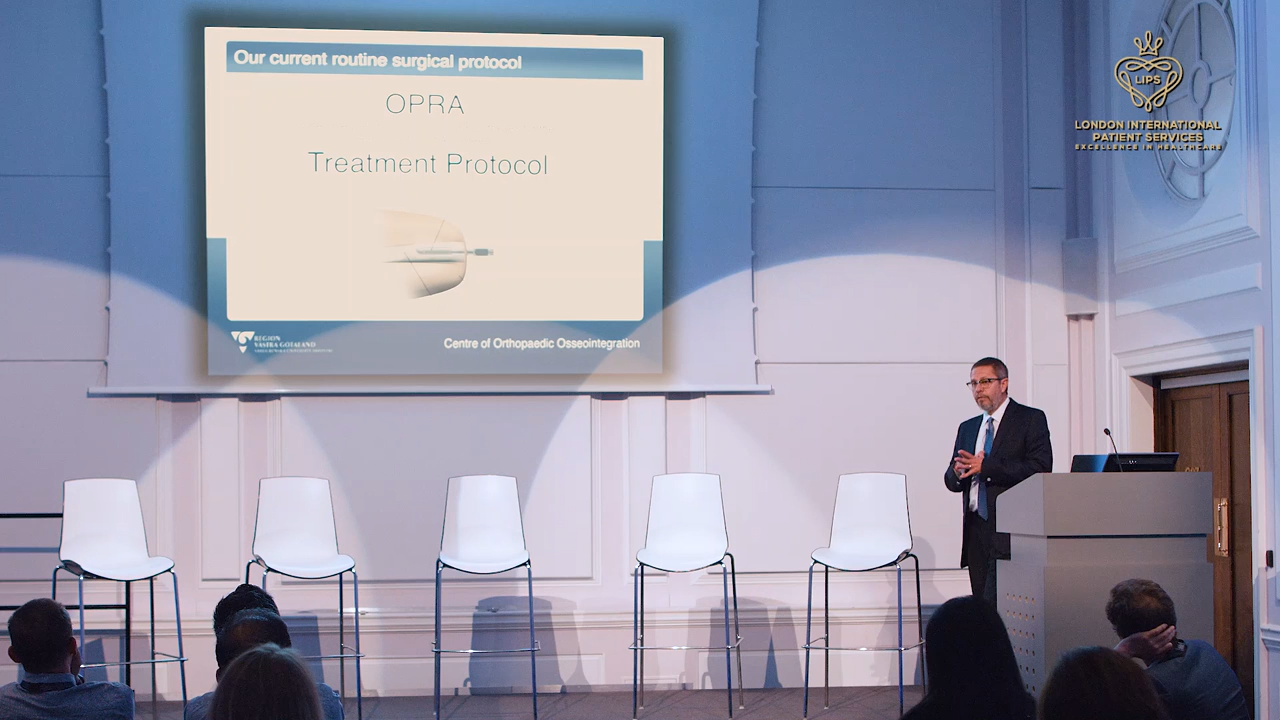 Our current routine surgical protocol
OPRA
Treatment Protocol
REGION
VÄSTRA GÖTALAND
Centre of Orthopaedic Osseointegration
LIPS
LONDON INTERNATIONAL
PATIENT SERVICES
EXCELLENCE IN HEALTHCARE